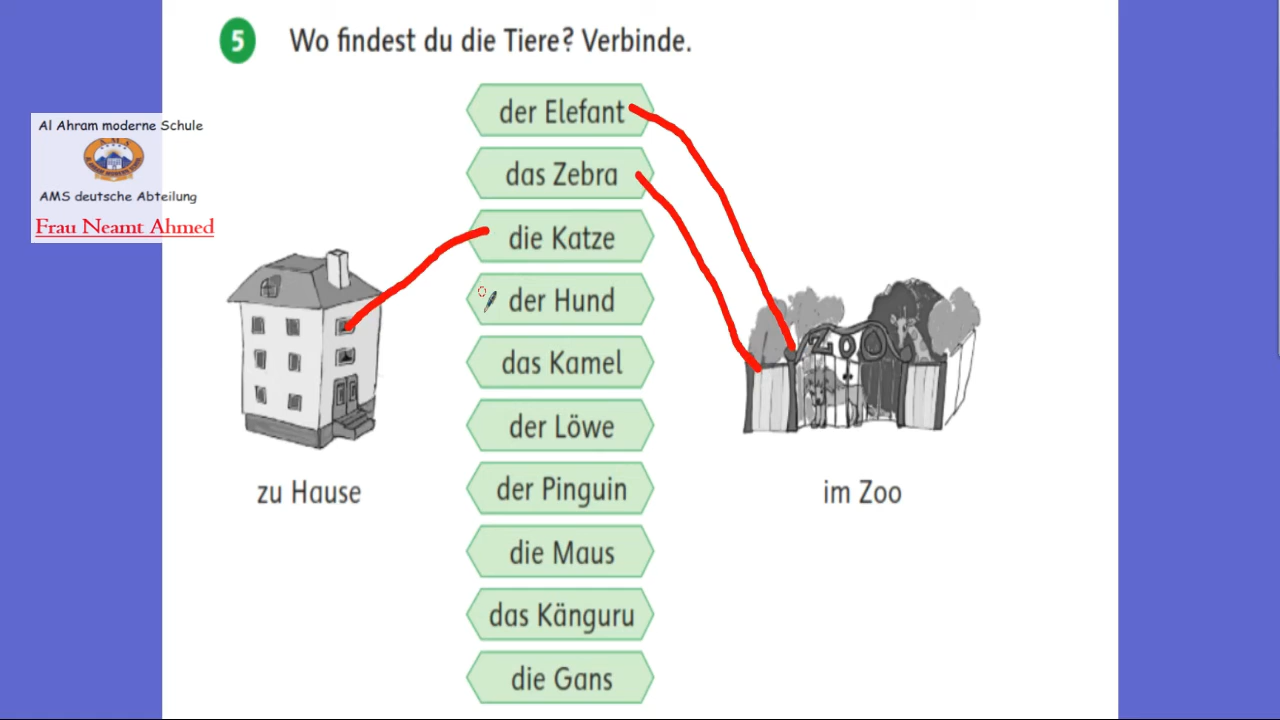 5 Wo findest du die Tiere? Verbinde.
Al Ahram moderne Schule
AMS
AMS deutsche Abteilung
Frau Neamt Ahmed
der Elefant
das Zebra
die Katze
der Hund
das Kamel
der Löwe
der Pinguin
die Maus
das Känguru
die Gans
zu Hause
ZOO
im Zoo